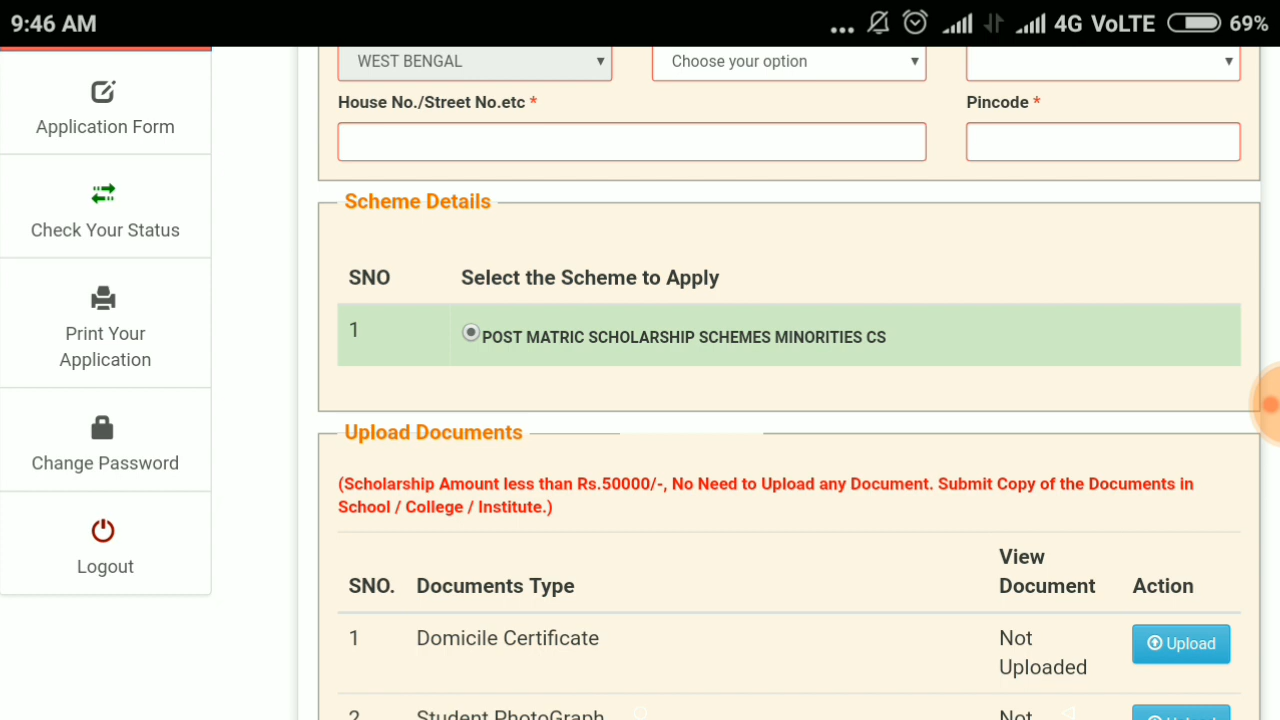 9:46 AM
... 4G VoLTE 69%
Application Form
Check Your Status
Print Your
Application
Change Password
Logout
WEST BENGAL
Choose your option
House No./Street No.etc *
Pincode *
Scheme Details
SNO Select the Scheme to Apply
1 POST MATRIC SCHOLARSHIP SCHEMES MINORITIES CS
Upload Documents
(Scholarship Amount less than Rs.50000/-, No Need to Upload any Document. Submit Copy of the Documents in
School / College / Institute.)
SNO. Documents Type View
Document Action
1 Domicile Certificate Not
Uploaded Upload
2 Student PhotoGraph Not Upload